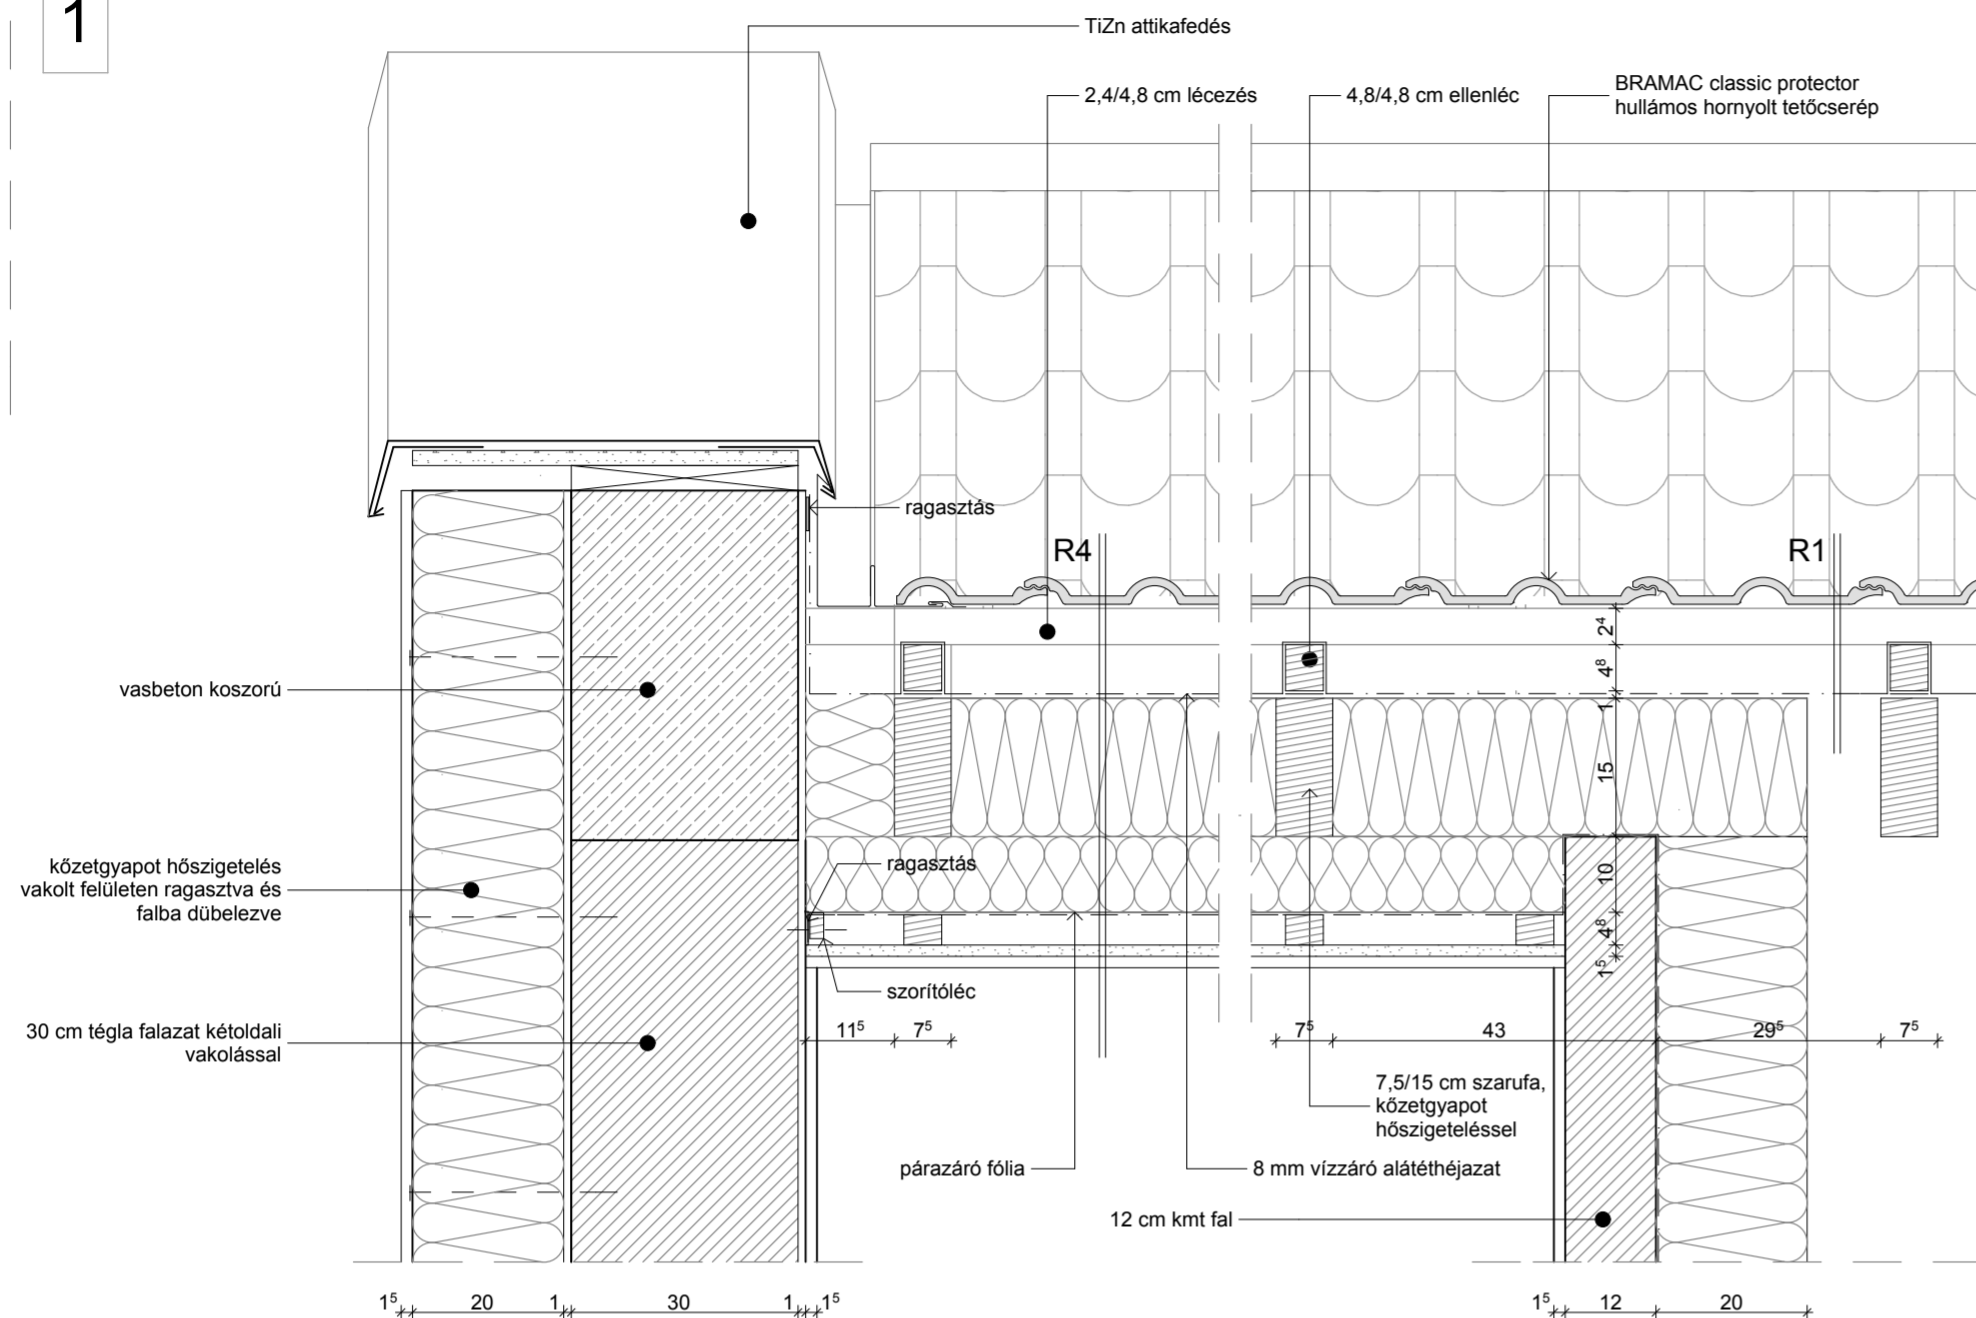 1
TiZn attikafedés
2,4/4,8 cm lécezés
4,8/4,8 cm ellenléc
BRAMAC classic protector
hullámos hornyolt tetőcserép
ragasztás
R4
R1
2⁴
4⁸
1
15
10
4⁸
1⁵
vasbeton koszorú
kőzetgyapot hőszigetelés
vakolt felületen ragasztva és
falba dübelezve
ragasztás
szorítóléc
30 cm tégla falazat kétoldali
vakolással
11⁵ 7⁵ 7⁵ 43 29⁵ 7⁵
7,5/15 cm szarufa,
kőzetgyapot
hőszigeteléssel
párazáró fólia
8 mm vízzáró alátéthéjazat
12 cm kmt fal
1⁵ 20 1 30 1 1⁵ 1⁵ 12 20